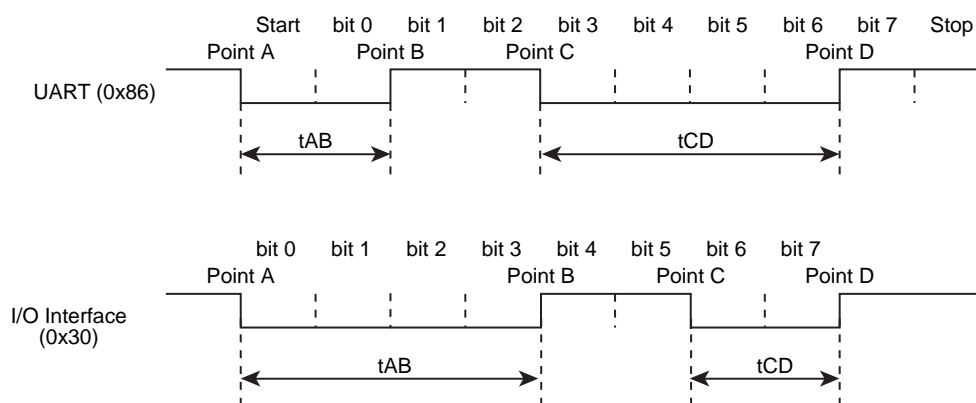 Start bit 0 bit 1 bit 2 bit 3 bit 4 bit 5 bit 6 bit 7 Stop
Point A Point B Point C Point D
UART (0x86)
tAB tCD
bit 0 bit 1 bit 2 bit 3 bit 4 bit 5 bit 6 bit 7
Point A Point B Point C Point D
I/O Interface
(0x30)
tAB tCD